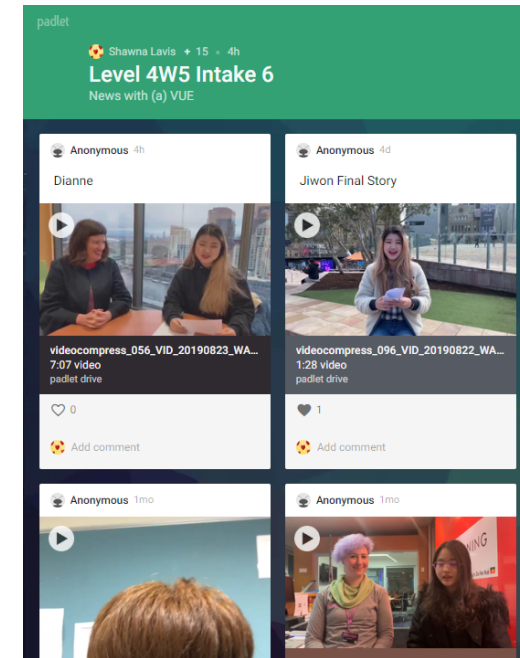 padlet
Shawna Lavis + 15 • 4h
Level 4W5 Intake 6
News with (a) VUE
Anonymous 4h
Dianne
videocompress_056_VID_20190823_WA...
7:07 video
padlet drive
0
Add comment
Anonymous 4d
Jiwon Final Story
videocompress_096_VID_20190822_WA...
1:28 video
padlet drive
1
Add comment
Anonymous 1mo
Anonymous 1mo
NING